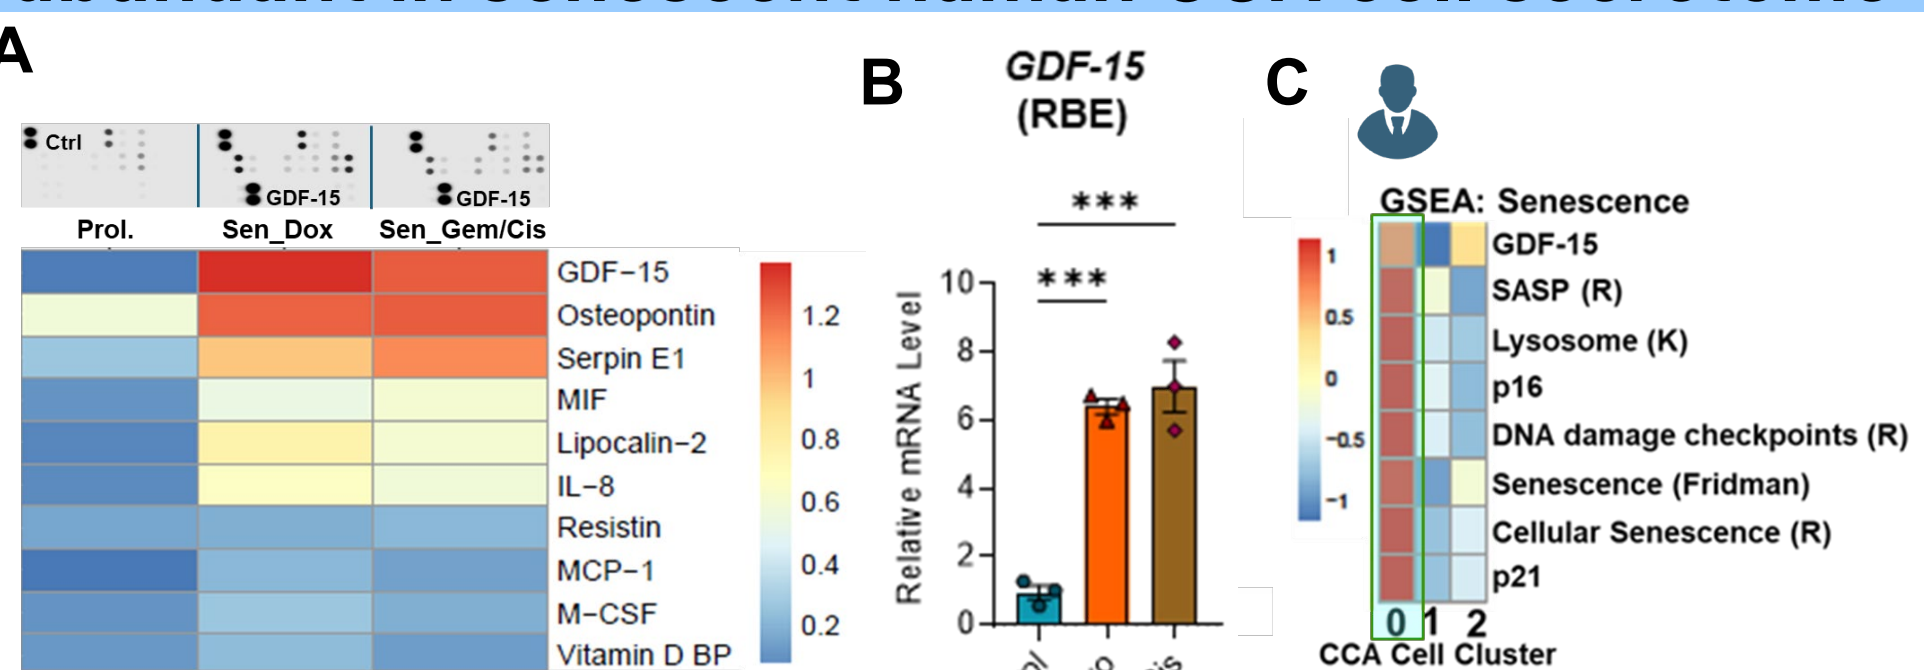 A
Ctrl
GDF-15
GDF-15
Prol.
Sen_Dox
Sen_Gem/Cis
GDF−15
Osteopontin
Serpin E1
MIF
Lipocalin−2
IL−8
Resistin
MCP−1
M−CSF
Vitamin D BP
1.2
1
0.8
0.6
0.4
0.2
B
GDF-15
(RBE)
***
***
Relative mRNA Level
10
8
6
4
2
0
C
GSEA: Senescence
1
0.5
0
−0.5
−1
GDF-15
SASP (R)
Lysosome (K)
p16
DNA damage checkpoints (R)
Senescence (Fridman)
Cellular Senescence (R)
p21
0 1 2
CCA Cell Cluster